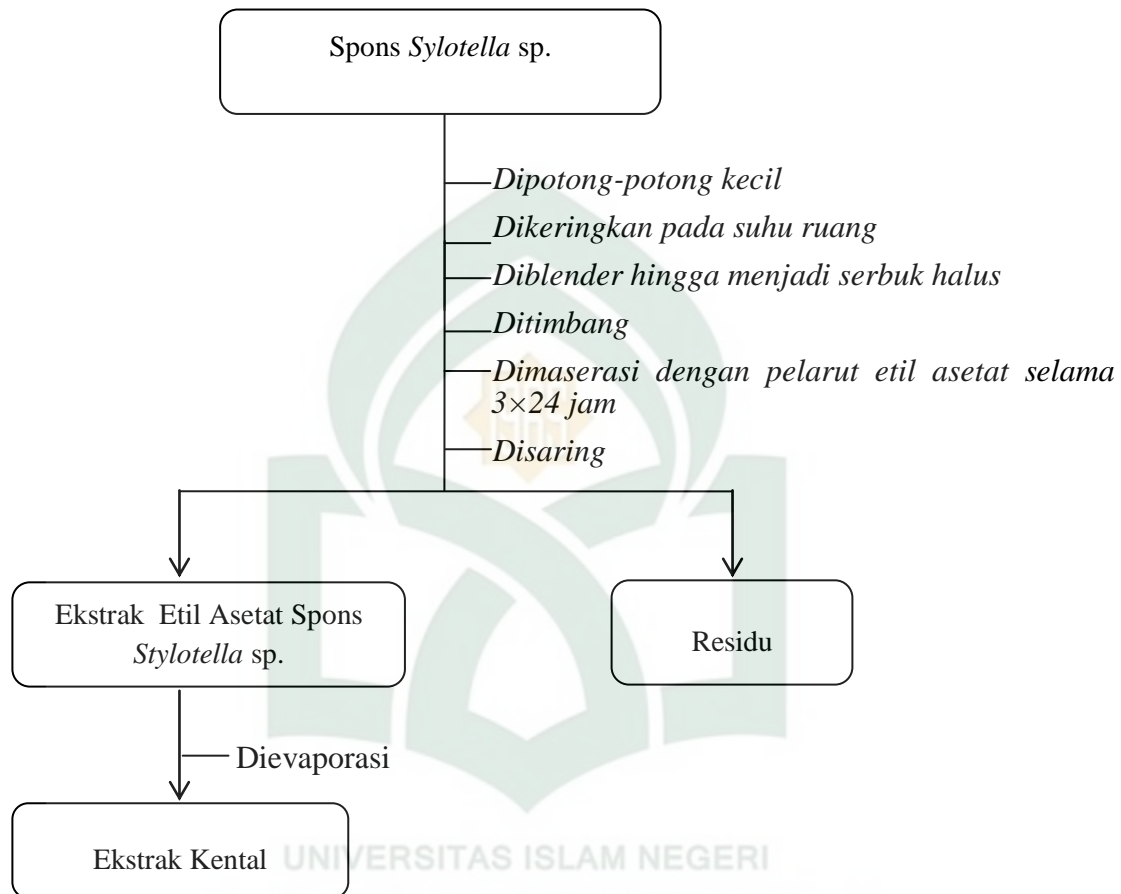 Spons Sylotella sp.
Dipotong-potong kecil
Dikeringkan pada suhu ruang
Diblender hingga menjadi serbuk halus
Ditimbang
Dimaserasi dengan pelarut etil asetat selama
3×24 jam
Disaring
Ekstrak Etil Asetat Spons
Stylotella sp.
Residu
Dievaporasi
Ekstrak Kental
UNIVERSITAS ISLAM NEGERI